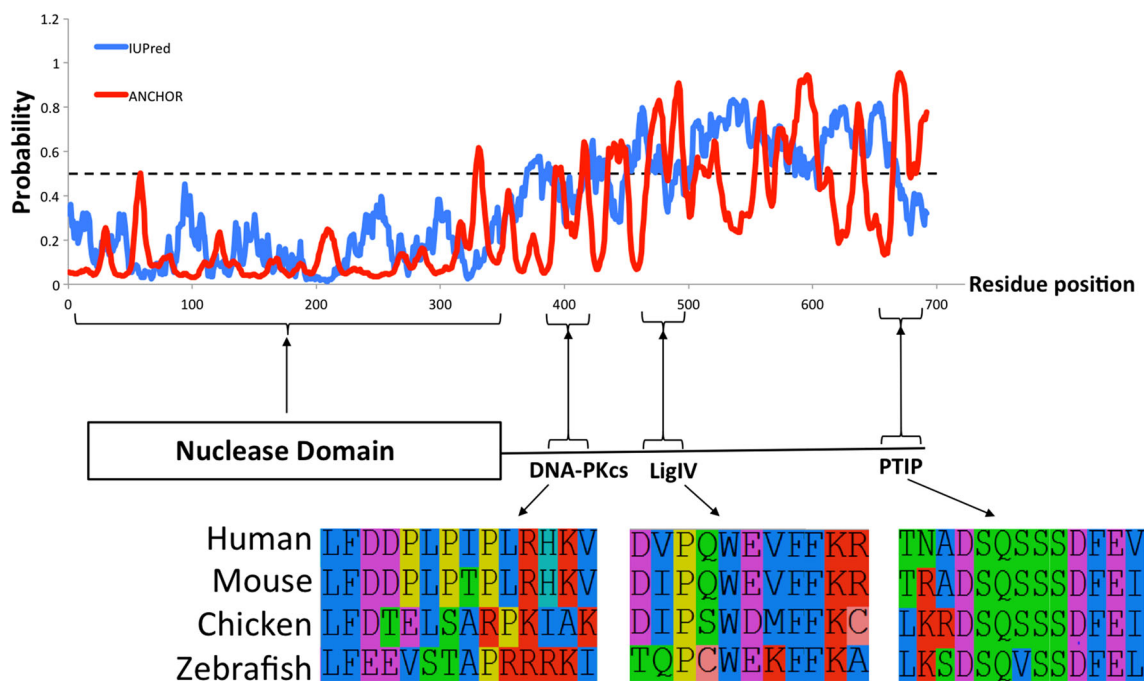 1.2
IUPred
1
ANCHOR
0.8
0.6
0.4
0.2
0
Probability
0 100 200 300 400 500 600 700
Residue position
Nuclease Domain
DNA-PKcs LigIV PTIP
Human LFDDPLPIPLRHKV DVPQWEVFFKR TNADSQSSSDFEV
Mouse LFDDPLPTPLRHKV DIPQWEVFFKR TRADSQSSSDFEI
Chicken LFDTELSARPKIAK DIPSWDMFFKC LKRDSQSSSDFEI
Zebrafish LFEEVSTAPRRRKI TQPCWEKFFKA LKSDSQVSSDFEL